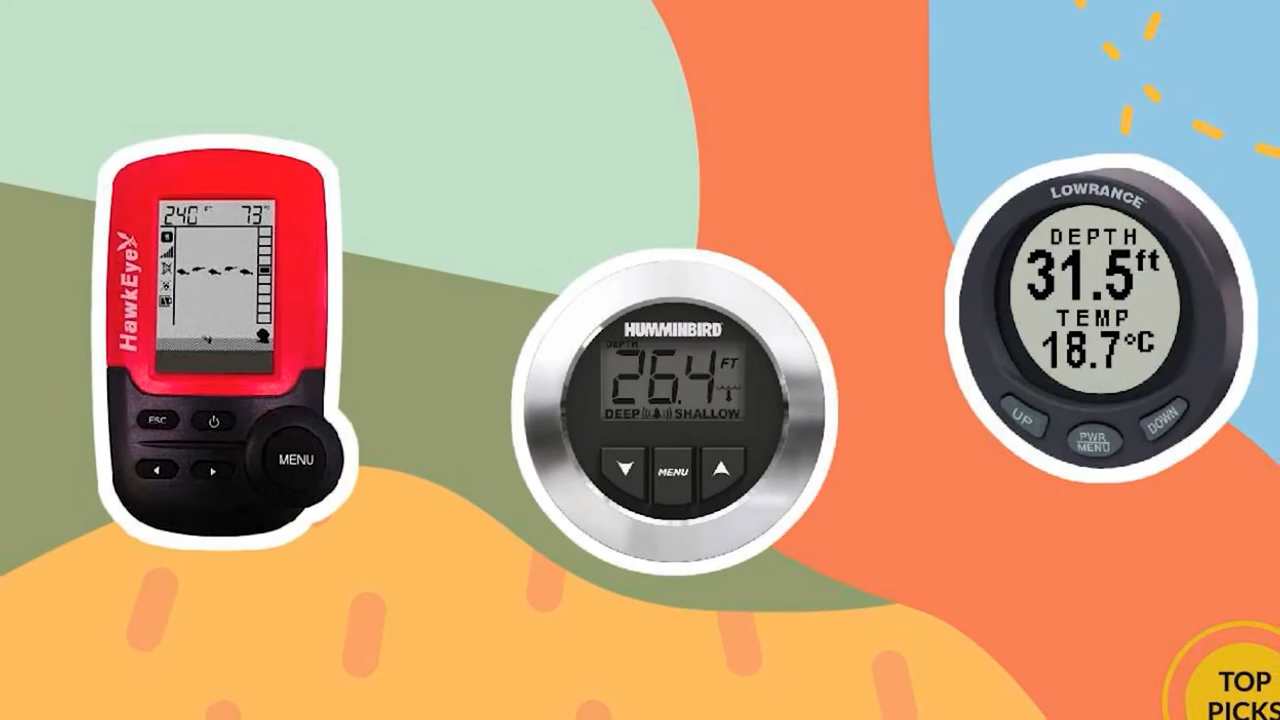 HawkEye
240 FT 73°
ESC
MENU
HUMMINBIRD
DEPTH
26.4 FT
DEEP SHALLOW
MENU
LOWRANCE
DEPTH
31.5 ft
TEMP
18.7°C
UP
PWR
MENU
DOWN
TOP
PICKS